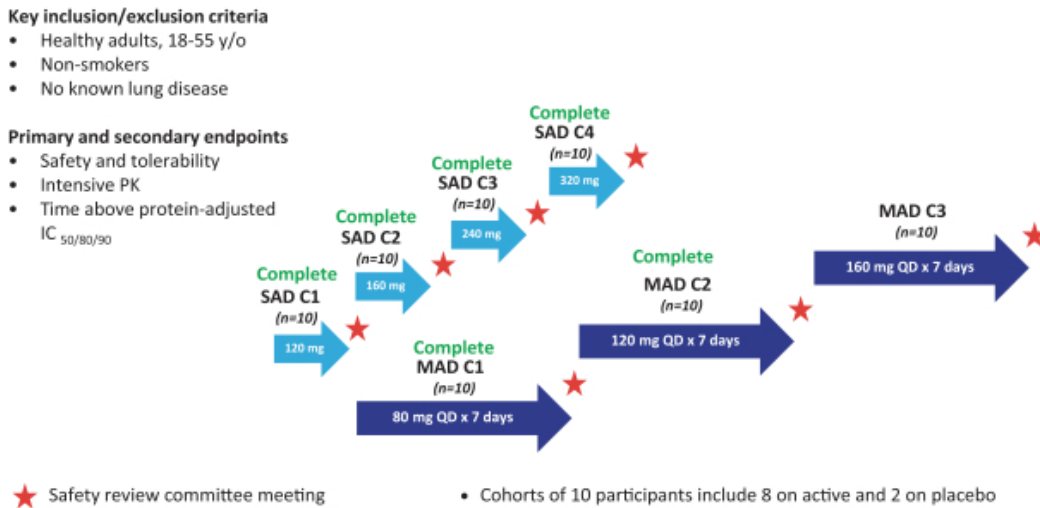 Key inclusion/exclusion criteria
• Healthy adults, 18-55 y/o
• Non-smokers
• No known lung disease
Primary and secondary endpoints
• Safety and tolerability
• Intensive PK
• Time above protein-adjusted
IC 50/80/90
Complete
SAD C1
(n=10)
120 mg
Complete
SAD C2
(n=10)
160 mg
Complete
SAD C3
(n=10)
240 mg
Complete
SAD C4
(n=10)
320 mg
Complete
MAD C1
(n=10)
80 mg QD x 7 days
Complete
MAD C2
(n=10)
120 mg QD x 7 days
MAD C3
(n=10)
160 mg QD x 7 days
Safety review committee meeting
• Cohorts of 10 participants include 8 on active and 2 on placebo